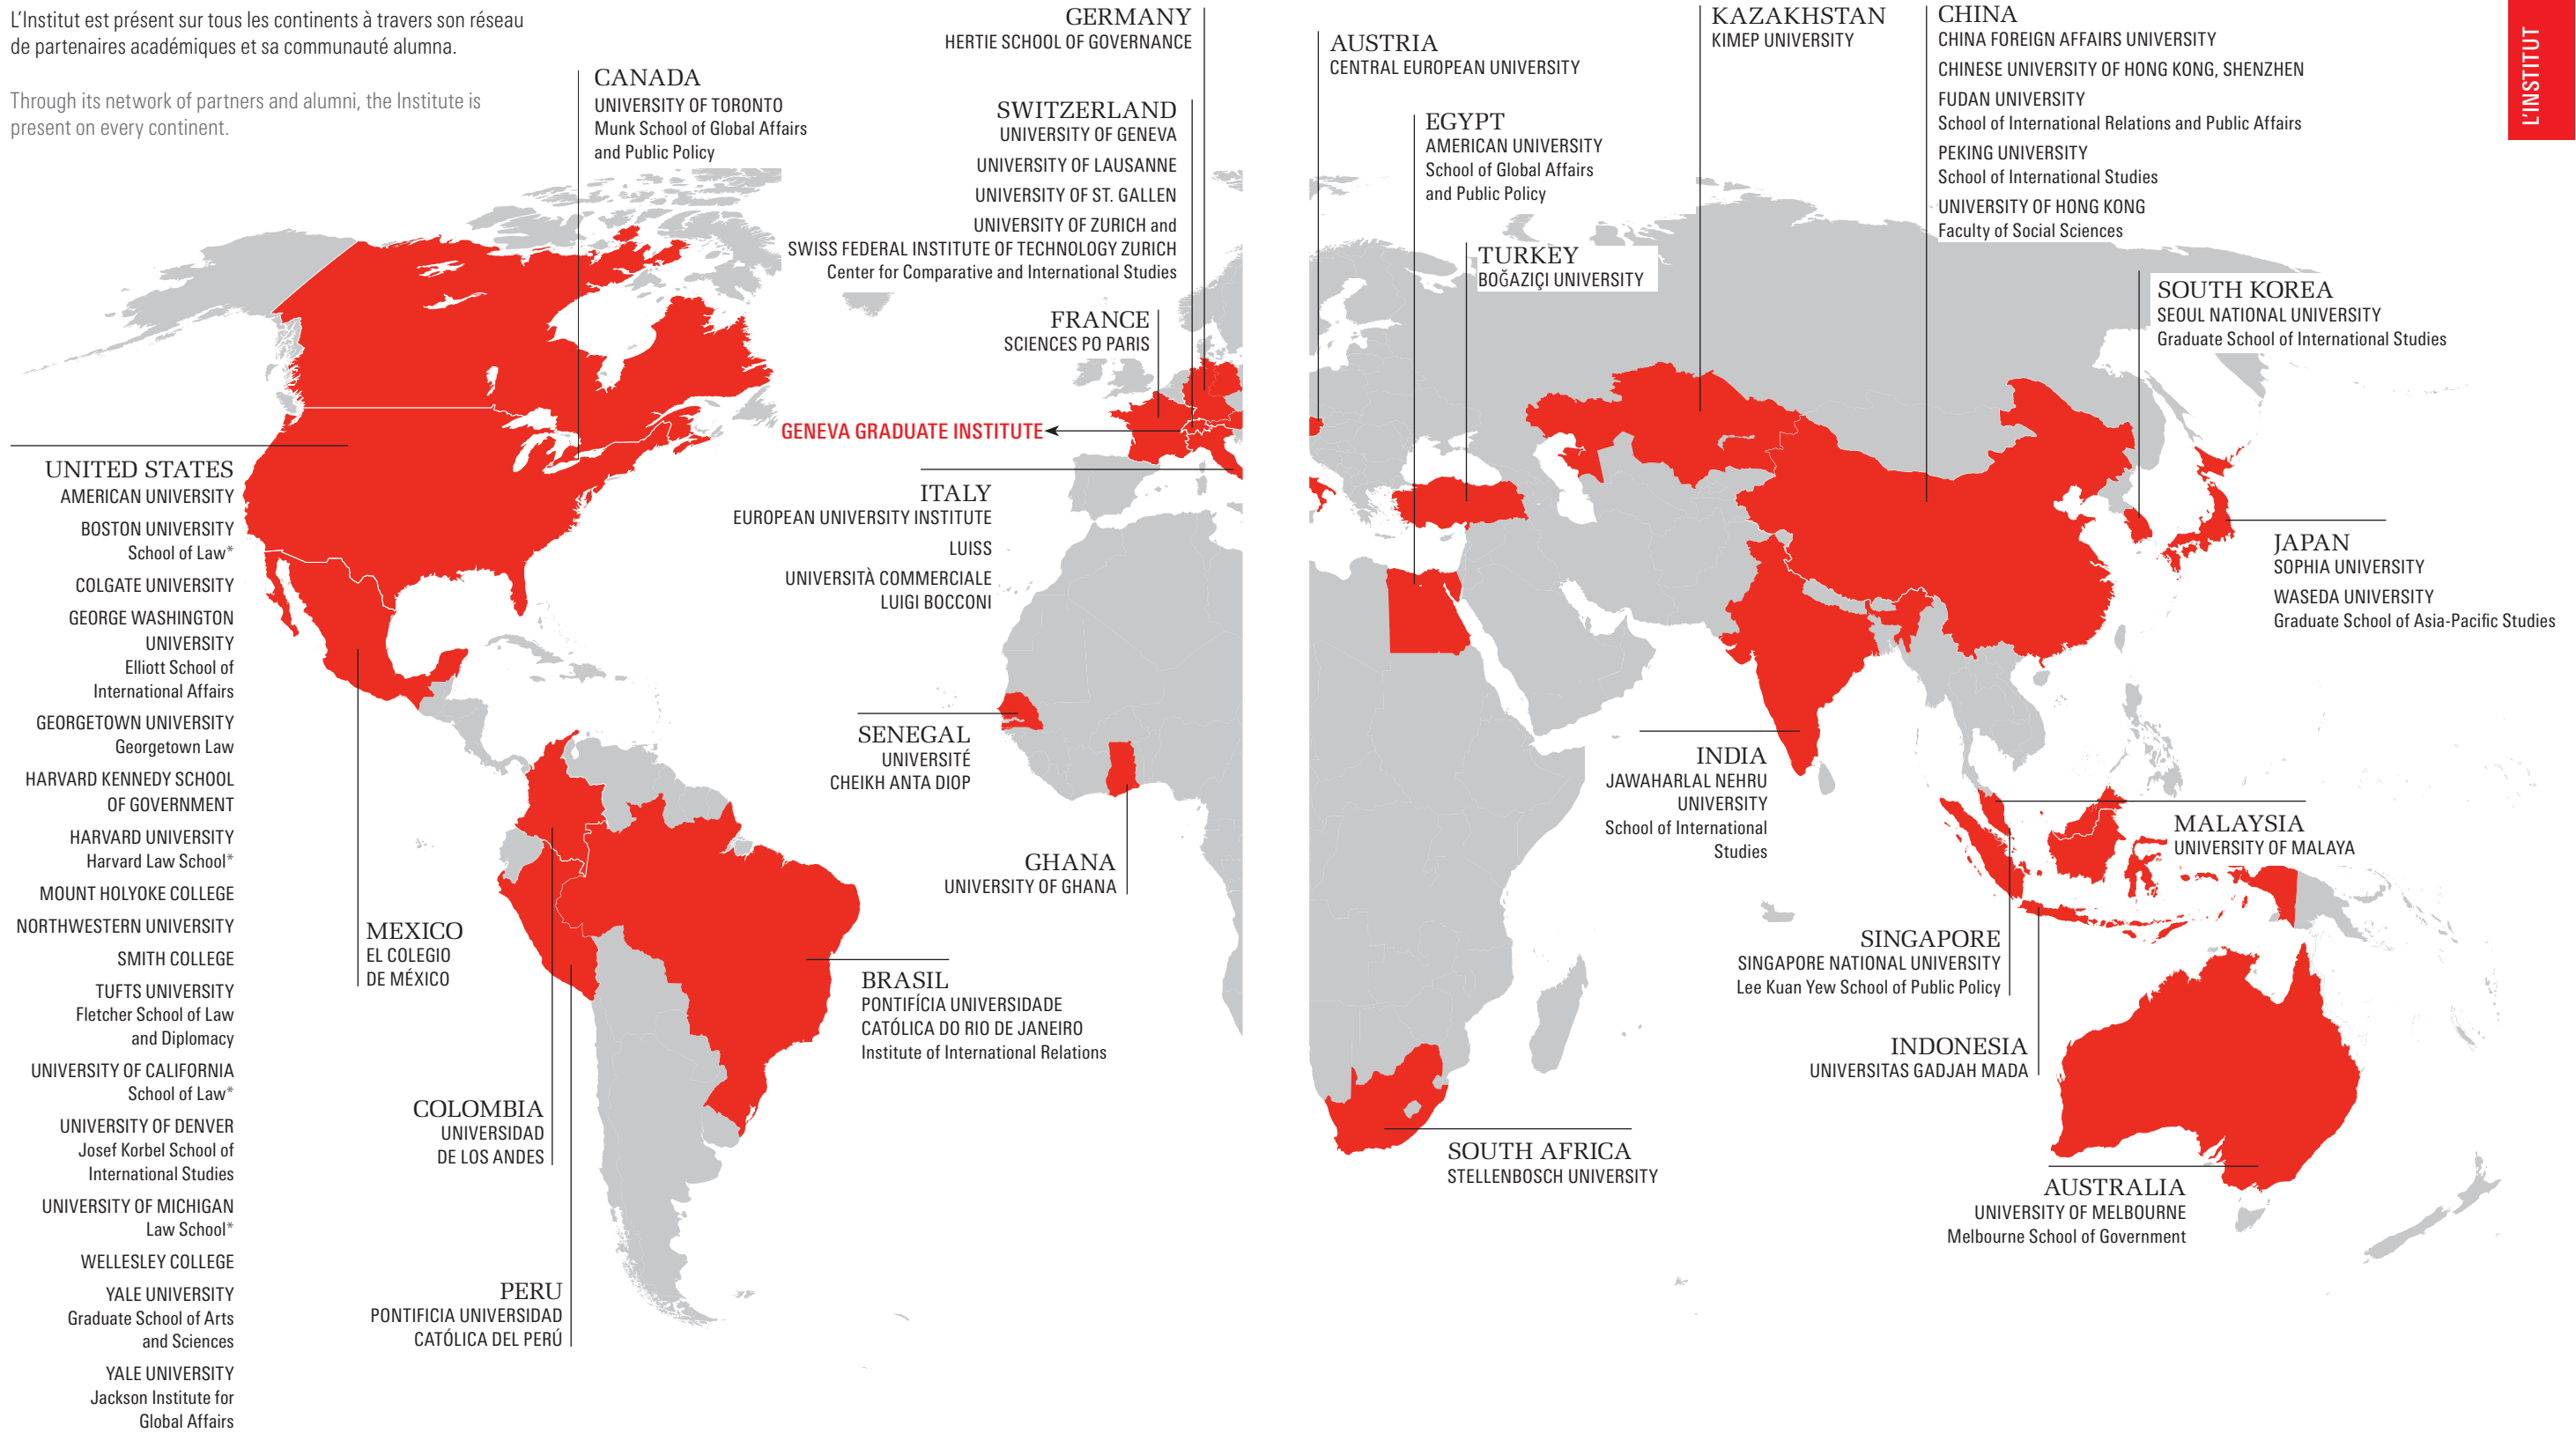 L'Institut est présent sur tous les continents à travers son réseau
de partenaires académiques et sa communauté alumna.
Through its network of partners and alumni, the Institute is
present on every continent.
CANADA
UNIVERSITY OF TORONTO
Munk School of Global Affairs
and Public Policy
GERMANY
HERTIE SCHOOL OF GOVERNANCE
SWITZERLAND
UNIVERSITY OF GENEVA
UNIVERSITY OF LAUSANNE
UNIVERSITY OF ST. GALLEN
UNIVERSITY OF ZURICH and
SWISS FEDERAL INSTITUTE OF TECHNOLOGY ZURICH
Center for Comparative and International Studies
FRANCE
SCIENCES PO PARIS
GENEVA GRADUATE INSTITUTE
ITALY
EUROPEAN UNIVERSITY INSTITUTE
LUISS
UNIVERSITÀ COMMERCIALE
LUIGI BOCCONI
UNITED STATES
AMERICAN UNIVERSITY
BOSTON UNIVERSITY
School of Law*
COLGATE UNIVERSITY
GEORGE WASHINGTON
UNIVERSITY
Elliott School of
International Affairs
GEORGETOWN UNIVERSITY
Georgetown Law
HARVARD KENNEDY SCHOOL
OF GOVERNMENT
HARVARD UNIVERSITY
Harvard Law School*
MOUNT HOLYOKE COLLEGE
NORTHWESTERN UNIVERSITY
SMITH COLLEGE
TUFTS UNIVERSITY
Fletcher School of Law
and Diplomacy
UNIVERSITY OF CALIFORNIA
School of Law*
UNIVERSITY OF DENVER
Josef Korbel School of
International Studies
UNIVERSITY OF MICHIGAN
Law School*
WELLESLEY COLLEGE
YALE UNIVERSITY
Graduate School of Arts
and Sciences
YALE UNIVERSITY
Jackson Institute for
Global Affairs
MEXICO
EL COLEGIO
DE MÉXICO
COLOMBIA
UNIVERSIDAD
DE LOS ANDES
PERU
PONTIFICIA UNIVERSIDAD
CATÓLICA DEL PERÚ
BRASIL
PONTIFÍCIA UNIVERSIDADE
CATÓLICA DO RIO DE JANEIRO
Institute of International Relations
SENEGAL
UNIVERSITÉ
CHEIKH ANTA DIOP
GHANA
UNIVERSITY OF GHANA
AUSTRIA
CENTRAL EUROPEAN UNIVERSITY
EGYPT
AMERICAN UNIVERSITY
School of Global Affairs
and Public Policy
TURKEY
BOĞAZIÇI UNIVERSITY
KAZAKHSTAN
KIMEP UNIVERSITY
CHINA
CHINA FOREIGN AFFAIRS UNIVERSITY
CHINESE UNIVERSITY OF HONG KONG, SHENZHEN
FUDAN UNIVERSITY
School of International Relations and Public Affairs
PEKING UNIVERSITY
School of International Studies
UNIVERSITY OF HONG KONG
Faculty of Social Sciences
L'INSTITUT
SOUTH KOREA
SEOUL NATIONAL UNIVERSITY
Graduate School of International Studies
JAPAN
SOPHIA UNIVERSITY
WASEDA UNIVERSITY
Graduate School of Asia-Pacific Studies
INDIA
JAWAHARLAL NEHRU
UNIVERSITY
School of International
Studies
MALAYSIA
UNIVERSITY OF MALAYA
SINGAPORE
SINGAPORE NATIONAL UNIVERSITY
Lee Kuan Yew School of Public Policy
INDONESIA
UNIVERSITAS GADJAH MADA
SOUTH AFRICA
STELLENBOSCH UNIVERSITY
AUSTRALIA
UNIVERSITY OF MELBOURNE
Melbourne School of Government